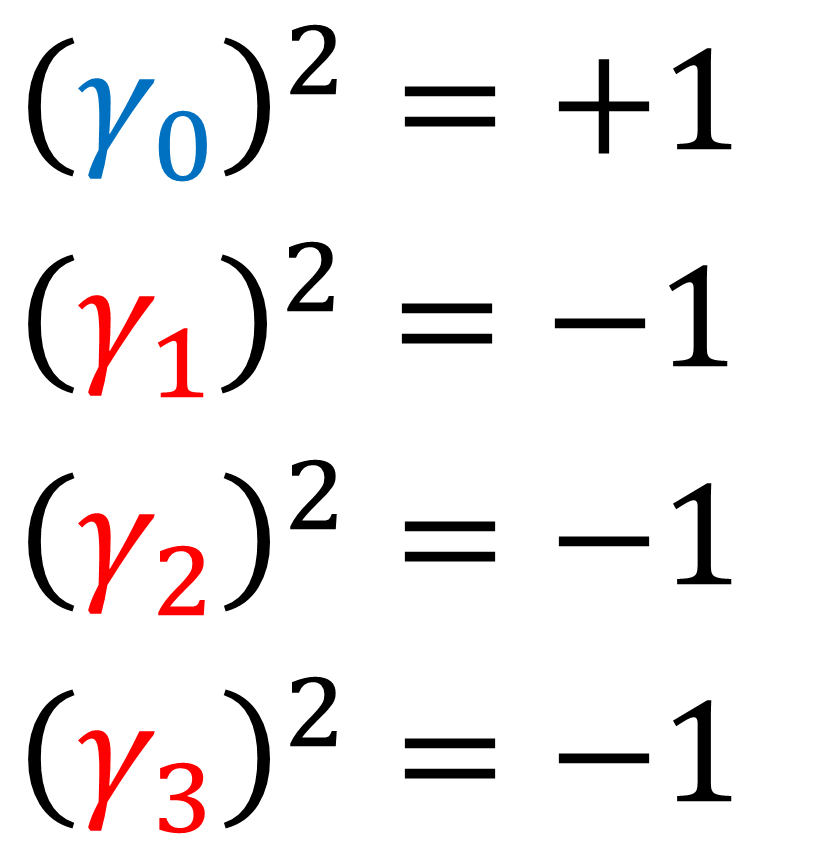 (γ₀)² = +1
(γ₁)² = −1
(γ₂)² = −1
(γ₃)² = −1